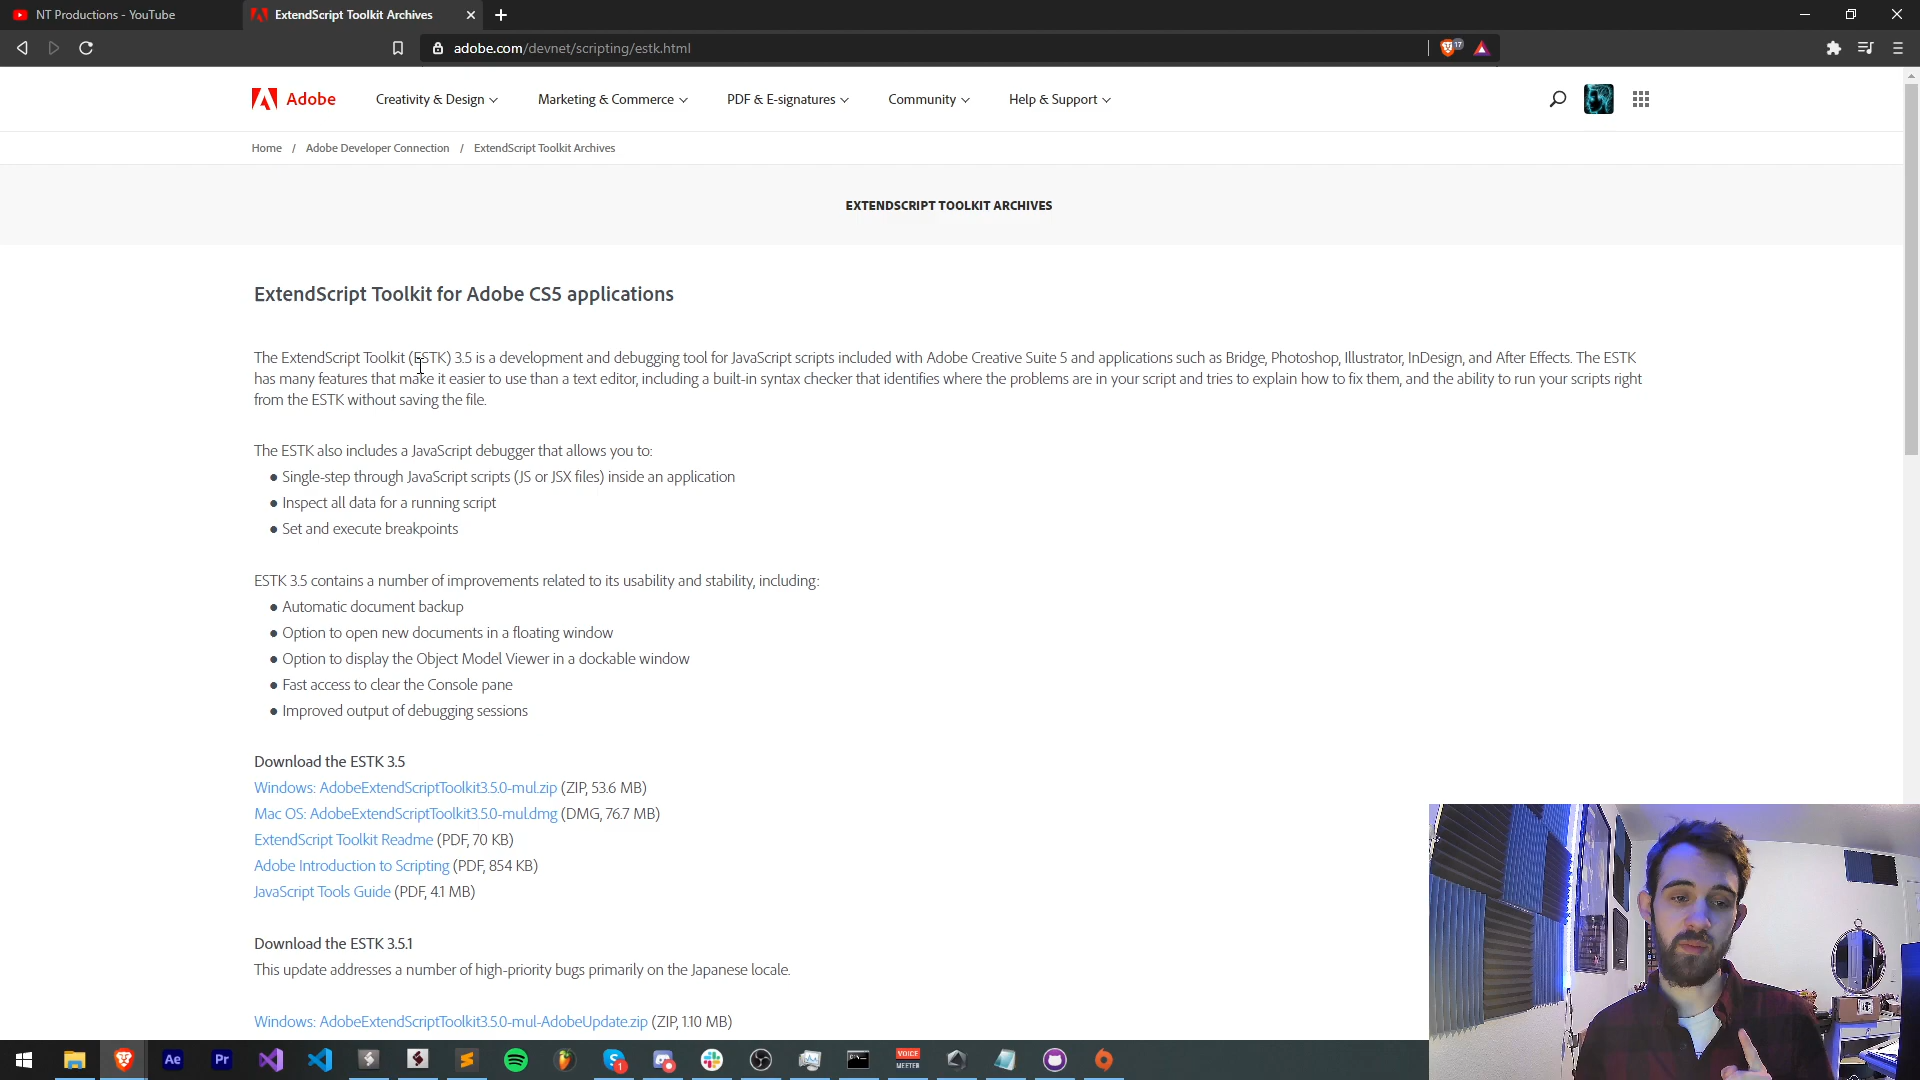 NT Productions - YouTube
ExtendScript Toolkit Archives
adobe.com/devnet/scripting/estk.html
17
Adobe
Creativity & Design
Marketing & Commerce
PDF & E-signatures
Community
Help & Support
Home / Adobe Developer Connection / ExtendScript Toolkit Archives
EXTENDSCRIPT TOOLKIT ARCHIVES
ExtendScript Toolkit for Adobe CS5 applications
The ExtendScript Toolkit (ESTK) 3.5 is a development and debugging tool for JavaScript scripts included with Adobe Creative Suite 5 and applications such as Bridge, Photoshop, Illustrator, InDesign, and After Effects. The ESTK
has many features that make it easier to use than a text editor, including a built-in syntax checker that identifies where the problems are in your script and tries to explain how to fix them, and the ability to run your scripts right
from the ESTK without saving the file.
The ESTK also includes a JavaScript debugger that allows you to:
● Single-step through JavaScript scripts (JS or JSX files) inside an application
● Inspect all data for a running script
● Set and execute breakpoints
ESTK 3.5 contains a number of improvements related to its usability and stability, including:
● Automatic document backup
● Option to open new documents in a floating window
● Option to display the Object Model Viewer in a dockable window
● Fast access to clear the Console pane
● Improved output of debugging sessions
Download the ESTK 3.5
Windows: AdobeExtendScriptToolkit3.5.0-mul.zip (ZIP, 53.6 MB)
Mac OS: AdobeExtendScriptToolkit3.5.0-mul.dmg (DMG, 76.7 MB)
ExtendScript Toolkit Readme (PDF, 70 KB)
Adobe Introduction to Scripting (PDF, 854 KB)
JavaScript Tools Guide (PDF, 4.1 MB)
Download the ESTK 3.5.1
This update addresses a number of high-priority bugs primarily on the Japanese locale.
Windows: AdobeExtendScriptToolkit3.5.0-mul-AdobeUpdate.zip (ZIP, 1.10 MB)
Ae
Pr
1
VOICE
MEETER